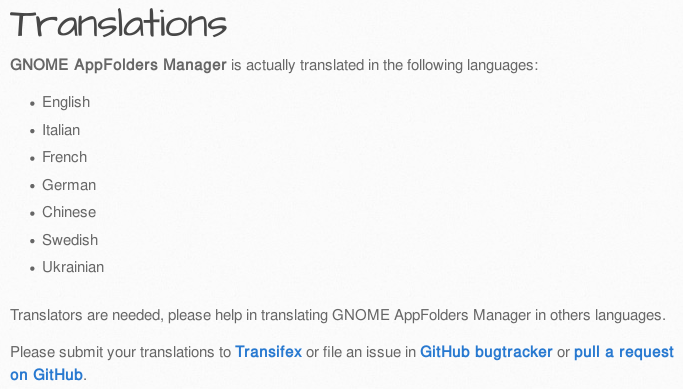 Translations
GNOME AppFolders Manager is actually translated in the following languages:
• English
• Italian
• French
• German
• Chinese
• Swedish
• Ukrainian
Translators are needed, please help in translating GNOME AppFolders Manager in others languages.
Please submit your translations to Transifex or file an issue in GitHub bugtracker or pull a request
on GitHub.